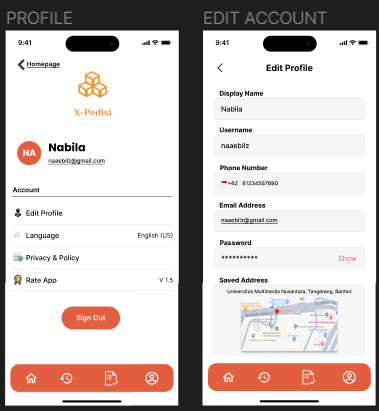 PROFILE
9:41
Homepage
X-Pedisi
NA
Nabila
naaebilz@gmail.com
Account
Edit Profile
Language
English (US)
Privacy & Policy
Rate App
V 1.5
Sign Out
EDIT ACCOUNT
9:41
Edit Profile
Display Name
Nabila
Username
naaebilz
Phone Number
+62 81234567890
Email Address
naaebilz@gmail.com
Password
**********
Show
Saved Address
Universitas Multimedia Nusantara, Tangerang, Banten